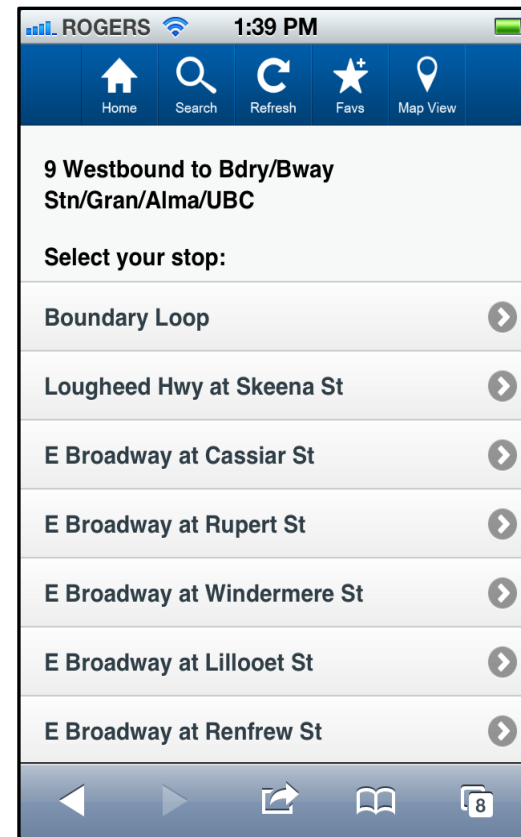 ROGERS 1:39 PM
Home Search Refresh Favs Map View
9 Westbound to Bdry/Bway
Stn/Gran/Alma/UBC
Select your stop:
Boundary Loop
Lougheed Hwy at Skeena St
E Broadway at Cassiar St
E Broadway at Rupert St
E Broadway at Windermere St
E Broadway at Lillooet St
E Broadway at Renfrew St
8